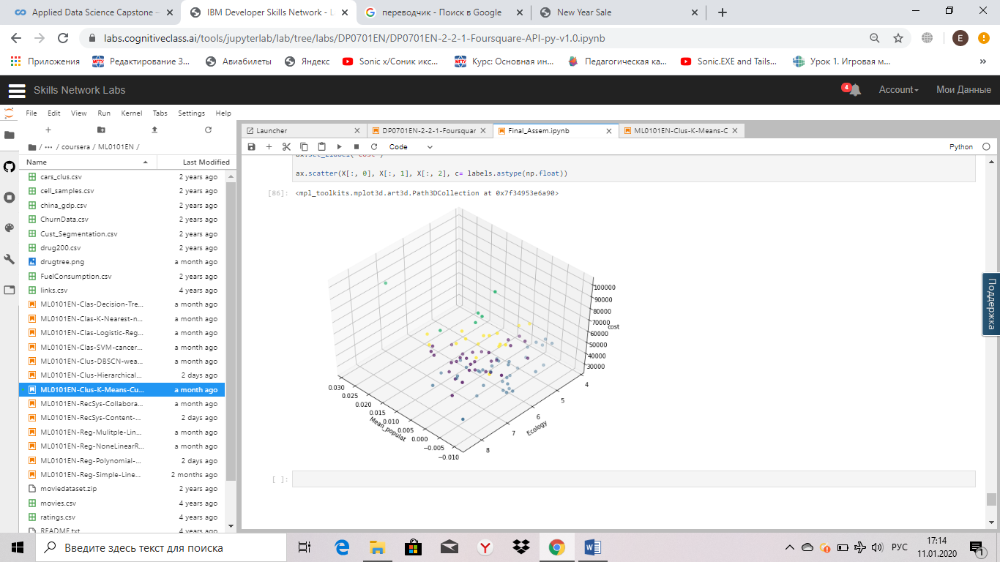 Applied Data Science Capstone –
IBM Developer Skills Network - L
переводчик - Поиск в Google
New Year Sale
labs.cognitiveclass.ai/tools/jupyterlab/lab/tree/labs/DP0701EN/DP0701EN-2-2-1-Foursquare-API-py-v1.0.ipynb
E
Приложения
Редактирование З...
Авиабилеты
Яндекс
Sonic x/Соник икс...
Курс: Основная ин...
Педагогическая ка...
Sonic.EXE and Tails...
Урок 1. Игровая м...
Skills Network Labs
4
Account
Мои Данные
File Edit View Run Kernel Tabs Settings Help
/ ··· / coursera / ML0101EN /
Name Last Modified
cars_clus.csv 2 years ago
cell_samples.csv 2 years ago
china_gdp.csv 2 years ago
ChurnData.csv 2 years ago
Cust_Segmentation.csv 2 years ago
drug200.csv 2 years ago
drugtree.png a month ago
FuelConsumption.csv 2 years ago
links.csv 4 years ago
ML0101EN-Clas-Decision-Tre... a month ago
ML0101EN-Clas-K-Nearest-n... a month ago
ML0101EN-Clas-Logistic-Reg... a month ago
ML0101EN-Clas-SVM-cancer... a month ago
ML0101EN-Clus-DBSCN-wea... a month ago
ML0101EN-Clus-Hierarchical... 2 days ago
ML0101EN-Clus-K-Means-Cu... a month ago
ML0101EN-RecSys-Collabora... a month ago
ML0101EN-RecSys-Content-... 2 days ago
ML0101EN-Reg-Mulitple-Lin... a month ago
ML0101EN-Reg-NoneLinearR... a month ago
ML0101EN-Reg-Polynomial-... 2 days ago
ML0101EN-Reg-Simple-Line... 2 months ago
moviedataset.zip 2 years ago
movies.csv 4 years ago
ratings.csv 4 years ago
README.txt 4 years ago
Launcher
DP0701EN-2-2-1-Foursquar
Final_Assem.ipynb
ML0101EN-Clus-K-Means-C
Code
Python
ax.set_zlabel('cost')
ax.scatter(X[:, 0], X[:, 1], X[:, 2], c= labels.astype(np.float))
[86]: <mpl_toolkits.mplot3d.art3d.Path3DCollection at 0x7f34953e6a90>
100000
90000
80000
70000
cost
60000
50000
40000
30000
0.030
0.025
0.020
0.015
0.010
0.005
0.000
−0.005
−0.010
Mean_populat
4
5
6
7
8
Ecology
[ ]:
Поддержка
Введите здесь текст для поиска
РУС
17:14
11.01.2020
1